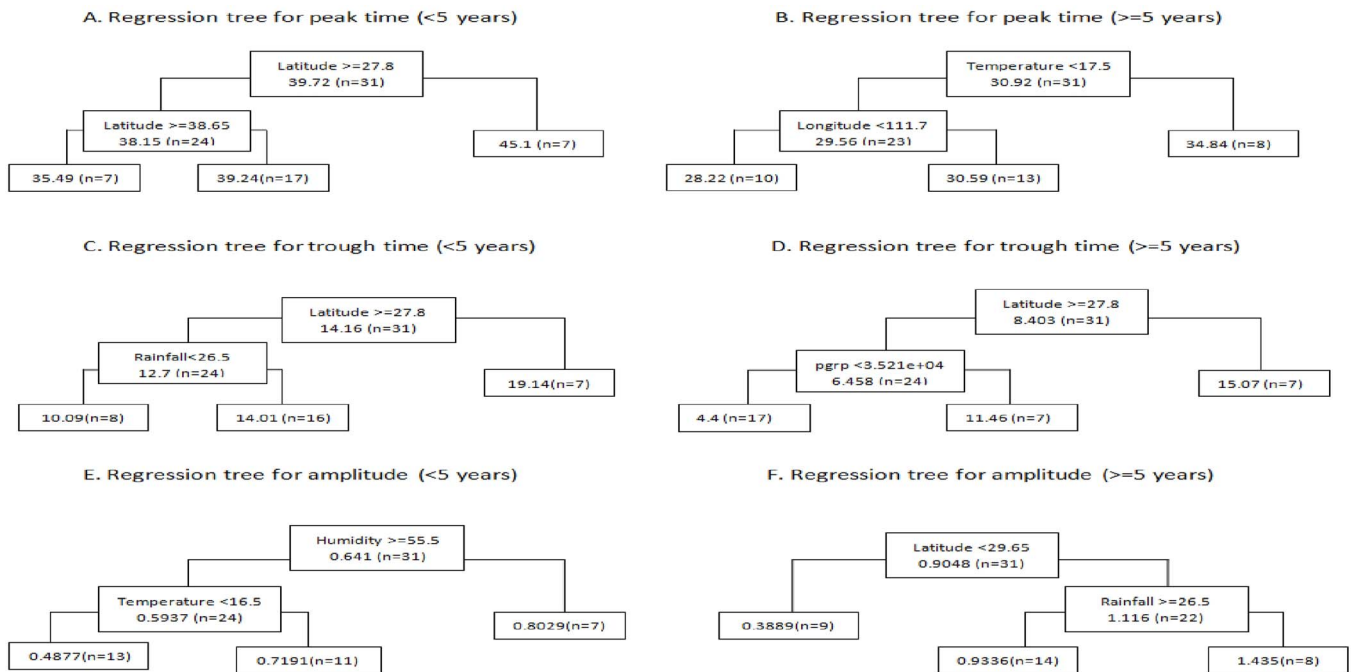 A. Regression tree for peak time (<5 years)
Latitude >=27.8
39.72 (n=31)
Latitude >=38.65
38.15 (n=24)
45.1 (n=7)
35.49 (n=7)
39.24(n=17)
B. Regression tree for peak time (>=5 years)
Temperature <17.5
30.92 (n=31)
Longitude <111.7
29.56 (n=23)
34.84 (n=8)
28.22 (n=10)
30.59 (n=13)
C. Regression tree for trough time (<5 years)
Latitude >=27.8
14.16 (n=31)
Rainfall<26.5
12.7 (n=24)
19.14(n=7)
10.09(n=8)
14.01 (n=16)
D. Regression tree for trough time (>=5 years)
Latitude >=27.8
8.403 (n=31)
pgrp <3.521e+04
6.458 (n=24)
15.07 (n=7)
4.4 (n=17)
11.46 (n=7)
E. Regression tree for amplitude (<5 years)
Humidity >=55.5
0.641 (n=31)
Temperature <16.5
0.5937 (n=24)
0.8029(n=7)
0.4877(n=13)
0.7191(n=11)
F. Regression tree for amplitude (>=5 years)
Latitude <29.65
0.9048 (n=31)
Rainfall >=26.5
1.116 (n=22)
0.3889(n=9)
0.9336(n=14)
1.435(n=8)